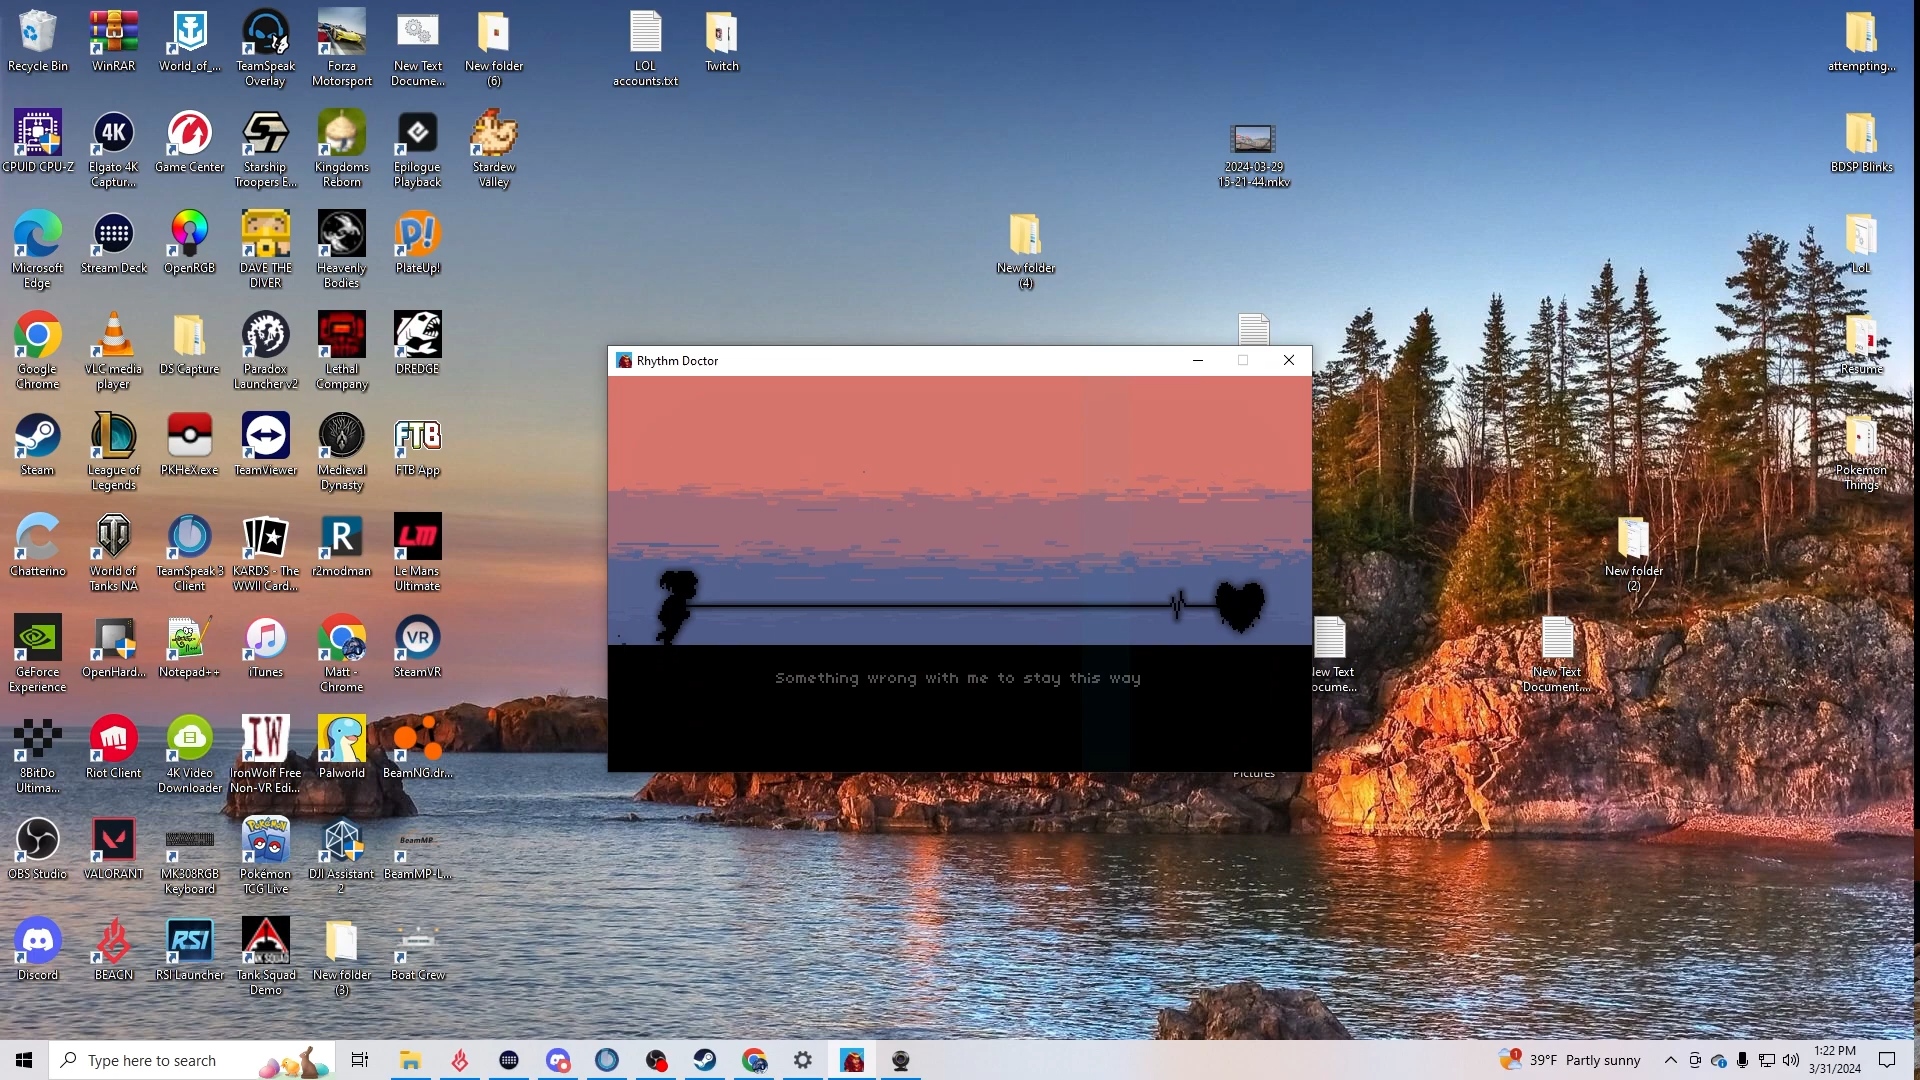 Recycle Bin
WinRAR
World_of_...
TeamSpeak
Overlay
Forza
Motorsport
New Text
Docume...
New folder
(6)
LOL
accounts.txt
Twitch
attempting...
CPUID CPU-Z
Elgato 4K
Captur...
Game Center
Starship
Troopers E...
Kingdoms
Reborn
Epilogue
Playback
Stardew
Valley
2024-03-29
15-21-44.mkv
BDSP Blinks
Microsoft
Edge
Stream Deck
OpenRGB
DAVE THE
DIVER
Heavenly
Bodies
PlateUp!
New folder
(4)
LoL
Google
Chrome
VLC media
player
DS Capture
Paradox
Launcher v2
Lethal
Company
DREDGE
Rhythm Doctor
Resume
Steam
League of
Legends
PKHeX.exe
TeamViewer
Medieval
Dynasty
FTB
FTB App
Pokemon
Things
Chatterino
World of
Tanks NA
TeamSpeak 3
Client
KARDS - The
WWII Card...
r2modman
Le Mans
Ultimate
New folder
(2)
GeForce
Experience
OpenHard...
Notepad++
iTunes
Matt -
Chrome
VR
SteamVR
Something wrong with me to stay this way
New Text
Docume...
New Text
Document....
8BitDo
Ultima...
Riot Client
4K Video
Downloader
IW
IronWolf Free
Non-VR Edi...
Palworld
BeamNG.dr...
Pictures
OBS Studio
VALORANT
MK308RGB
Keyboard
Pokémon
TCG Live
DJI Assistant
2
BeamMP
BeamMP-L...
Discord
BEACN
RSI
RSI Launcher
Tank Squad
Demo
New folder
(3)
Boat Crew
Type here to search
1
39°F Partly sunny
1:22 PM
3/31/2024